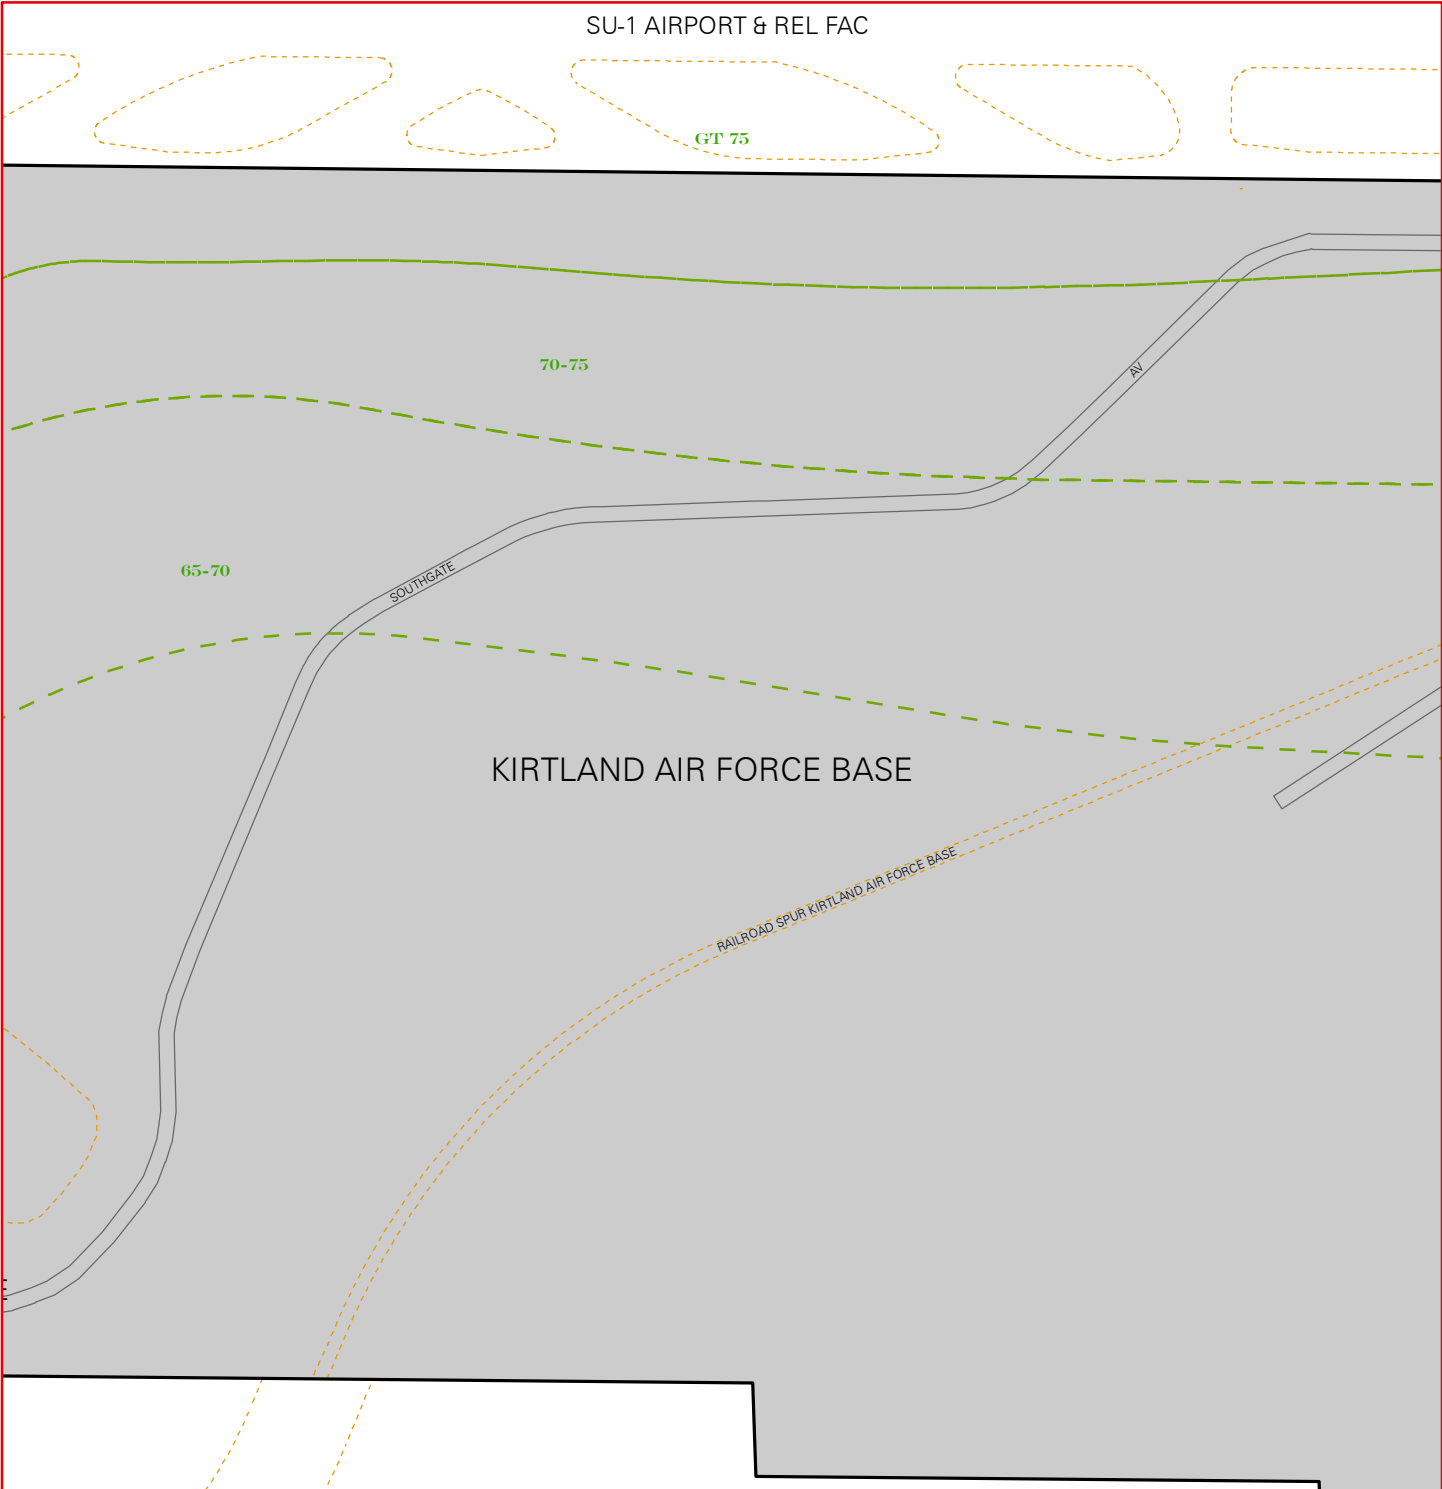 SU-1 AIRPORT & REL FAC
GT 75
70-75
AV
65-70
SOUTHGATE
KIRTLAND AIR FORCE BASE
RAILROAD SPUR KIRTLAND AIR FORCE BASE